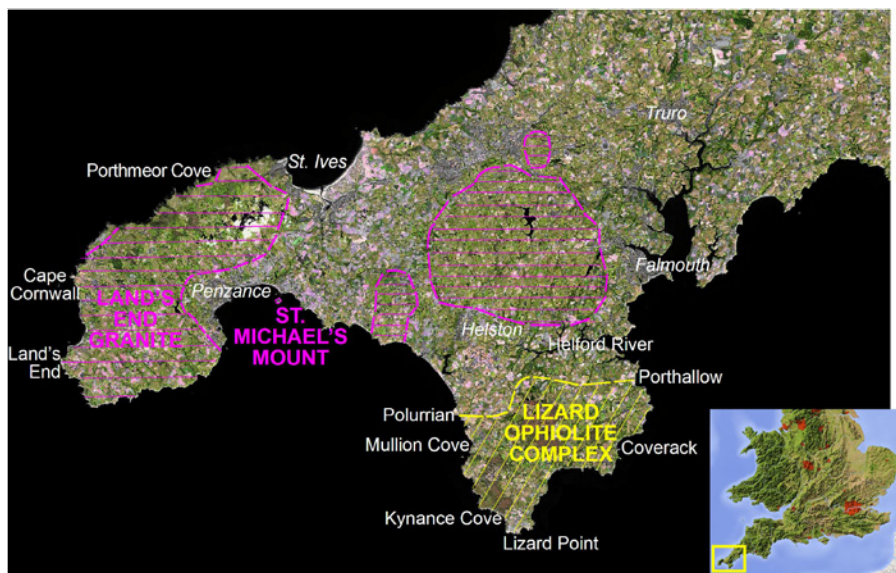 Truro
St. Ives
Porthmeor Cove
Falmouth
Cape
Cornwall
Penzance
LAND'S
END
GRANITE
ST.
MICHAEL'S
MOUNT
Helston
Helford River
Land's
End
Porthallow
Polurrian
LIZARD
OPHIOLITE
COMPLEX
Mullion Cove
Coverack
Kynance Cove
Lizard Point